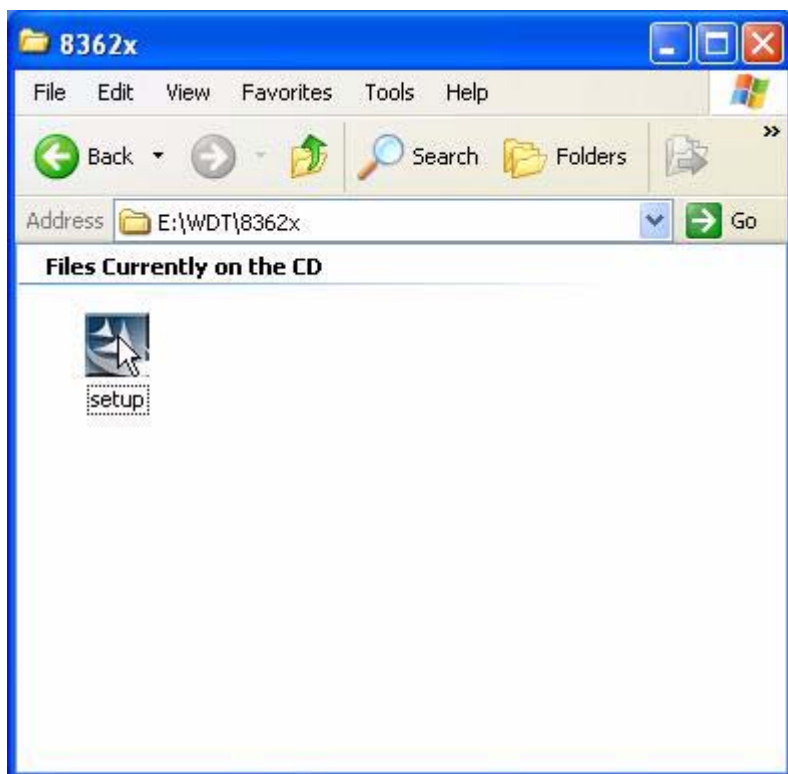 8362x
File Edit View Favorites Tools Help
Back Search Folders »
Address E:\WDT\8362x Go
Files Currently on the CD
setup